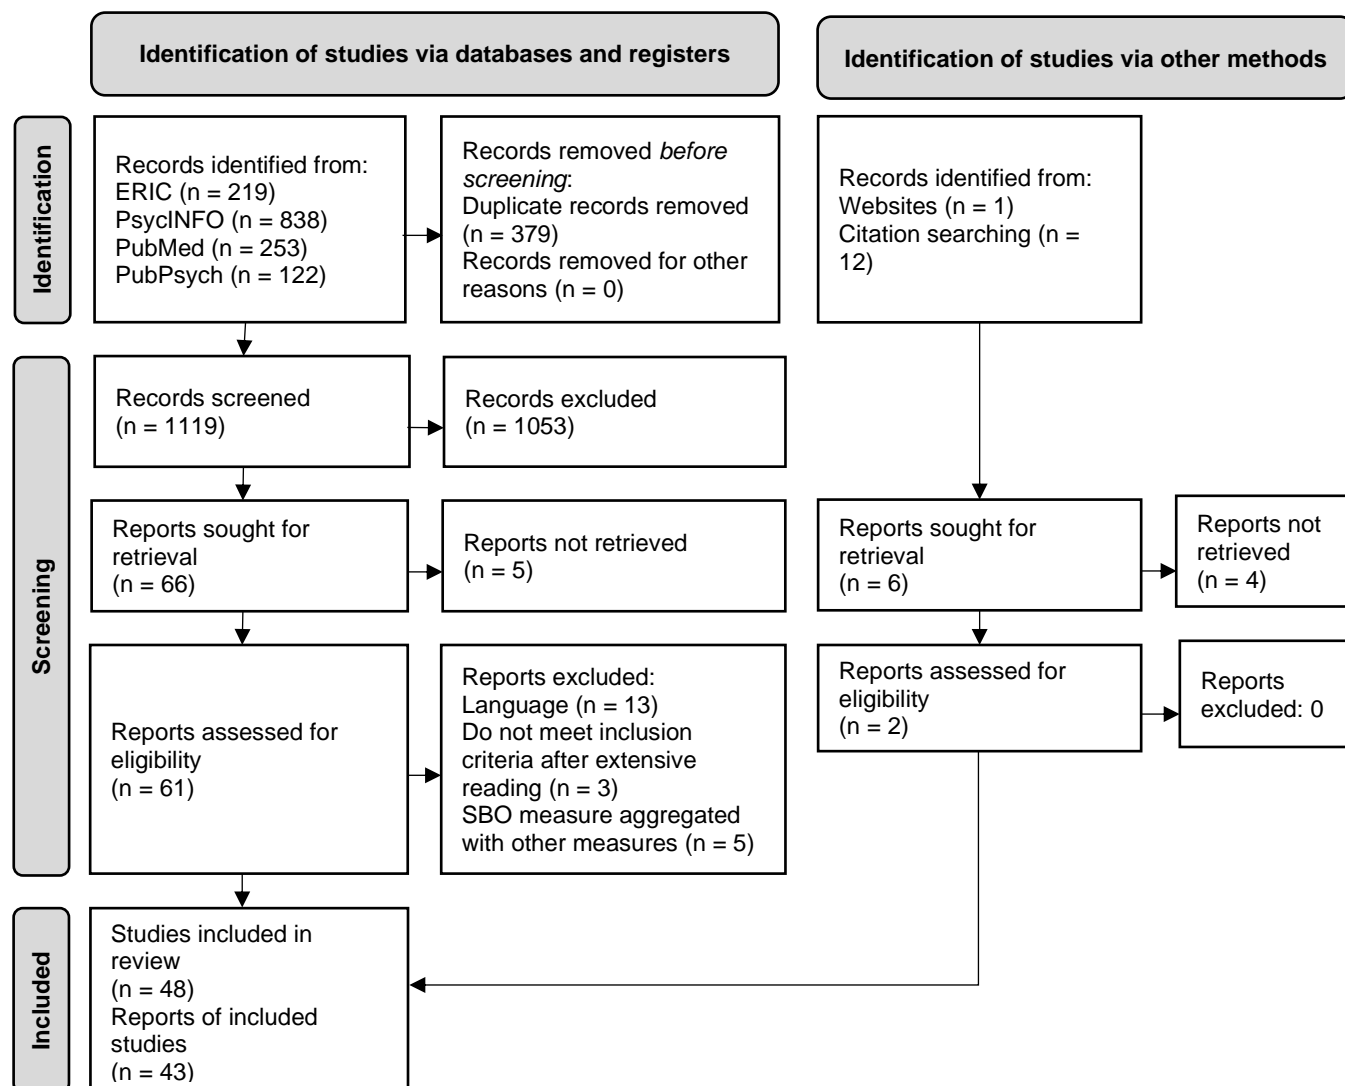 Identification of studies via databases and registers
Identification of studies via other methods
Identification
Records identified from:
ERIC (n = 219)
PsycINFO (n = 838)
PubMed (n = 253)
PubPsych (n = 122)
Records removed before
screening:
Duplicate records removed
(n = 379)
Records removed for other
reasons (n = 0)
Records identified from:
Websites (n = 1)
Citation searching (n =
12)
Screening
Records screened
(n = 1119)
Records excluded
(n = 1053)
Reports sought for
retrieval
(n = 66)
Reports not retrieved
(n = 5)
Reports sought for
retrieval
(n = 6)
Reports not
retrieved
(n = 4)
Reports assessed for
eligibility
(n = 61)
Reports excluded:
Language (n = 13)
Do not meet inclusion
criteria after extensive
reading (n = 3)
SBO measure aggregated
with other measures (n = 5)
Reports assessed for
eligibility
(n = 2)
Reports
excluded: 0
Included
Studies included in
review
(n = 48)
Reports of included
studies
(n = 43)